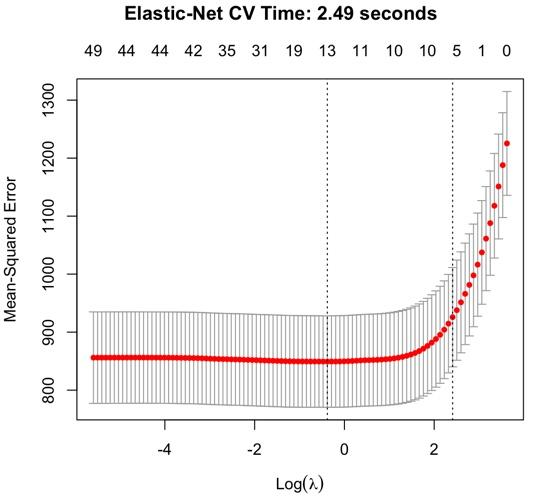 Elastic-Net CV Time: 2.49 seconds
49 44 44 42 35 31 19 13 11 10 10 5 1 0
1300
1200
1100
1000
900
800
Mean-Squared Error
-4 -2 0 2
Log(λ)